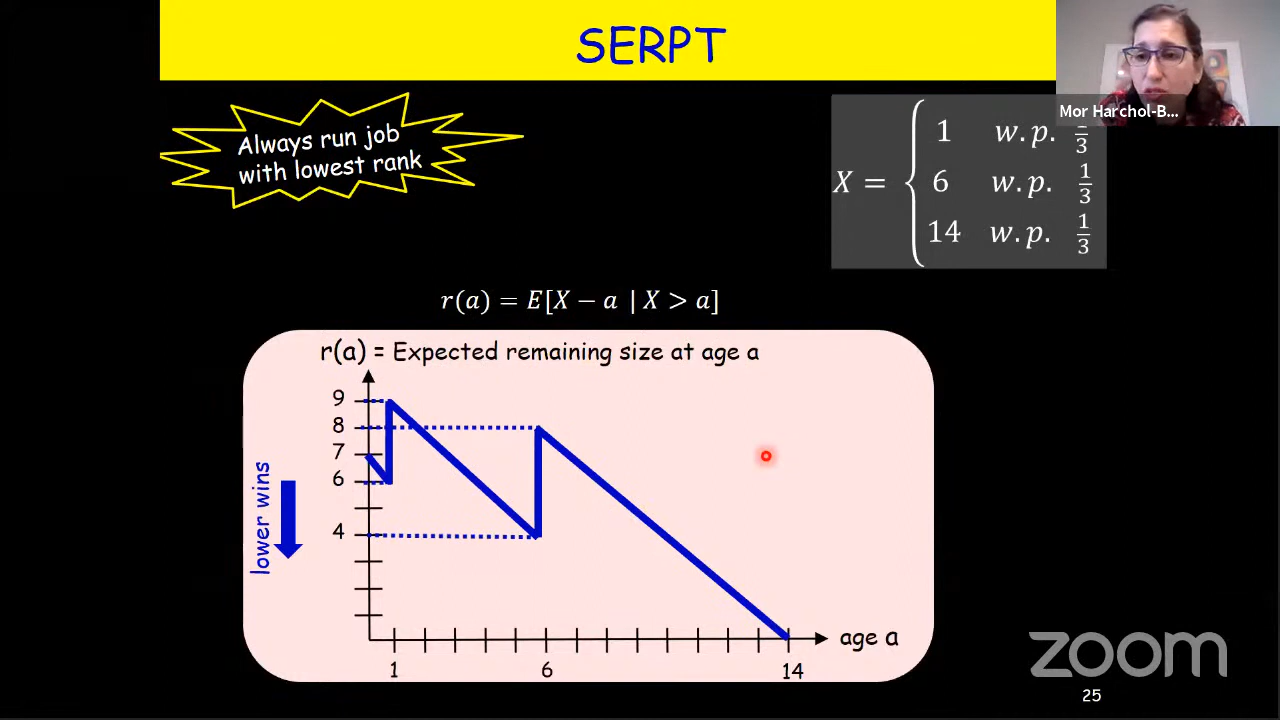 SERPT
Always run job
with lowest rank
Mor Harchol-B...
X =
1 w.p. 1/3
6 w.p. 1/3
14 w.p. 1/3
r(a) = E[X − a | X > a]
r(a) = Expected remaining size at age a
9
8
7
6
4
lower wins
1 6 14
age a
zoom
25